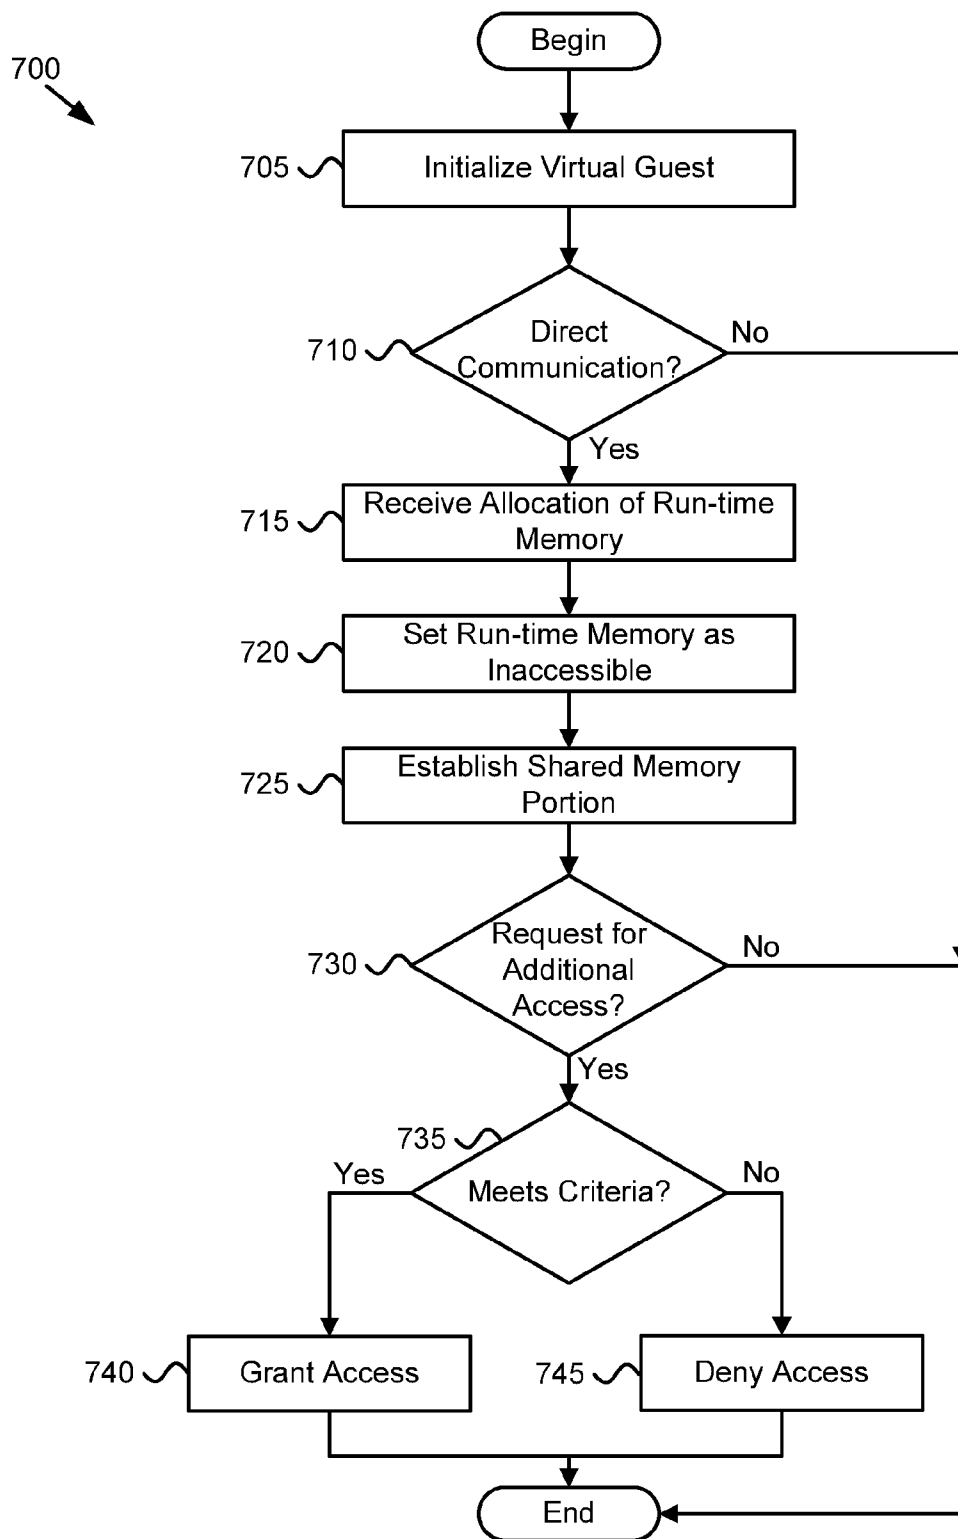 Begin
700
705
Initialize Virtual Guest
710
Direct
Communication?
No
Yes
715
Receive Allocation of Run-time
Memory
720
Set Run-time Memory as
Inaccessible
725
Establish Shared Memory
Portion
730
Request for
Additional
Access?
No
Yes
735
Yes
Meets Criteria?
No
740
Grant Access
745
Deny Access
End